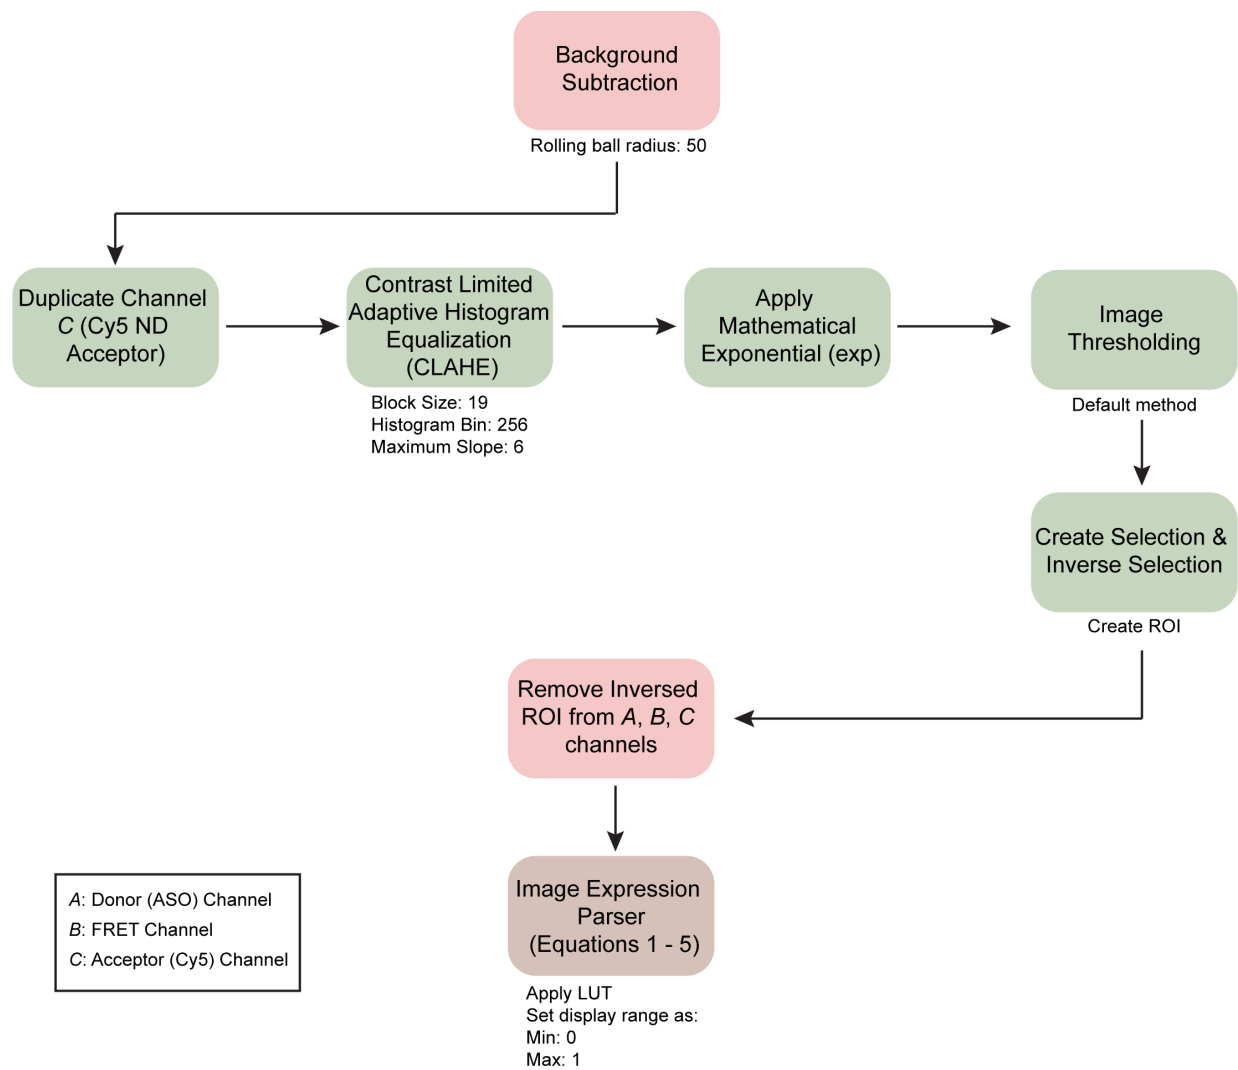 Background
Subtraction
Rolling ball radius: 50
Duplicate Channel
C (Cy5 ND
Acceptor)
Contrast Limited
Adaptive Histogram
Equalization
(CLAHE)
Block Size: 19
Histogram Bin: 256
Maximum Slope: 6
Apply
Mathematical
Exponential (exp)
Image
Thresholding
Default method
Create Selection &
Inverse Selection
Create ROI
Remove Inversed
ROI from A, B, C
channels
Image Expression
Parser
(Equations 1 - 5)
Apply LUT
Set display range as:
Min: 0
Max: 1
A: Donor (ASO) Channel
B: FRET Channel
C: Acceptor (Cy5) Channel